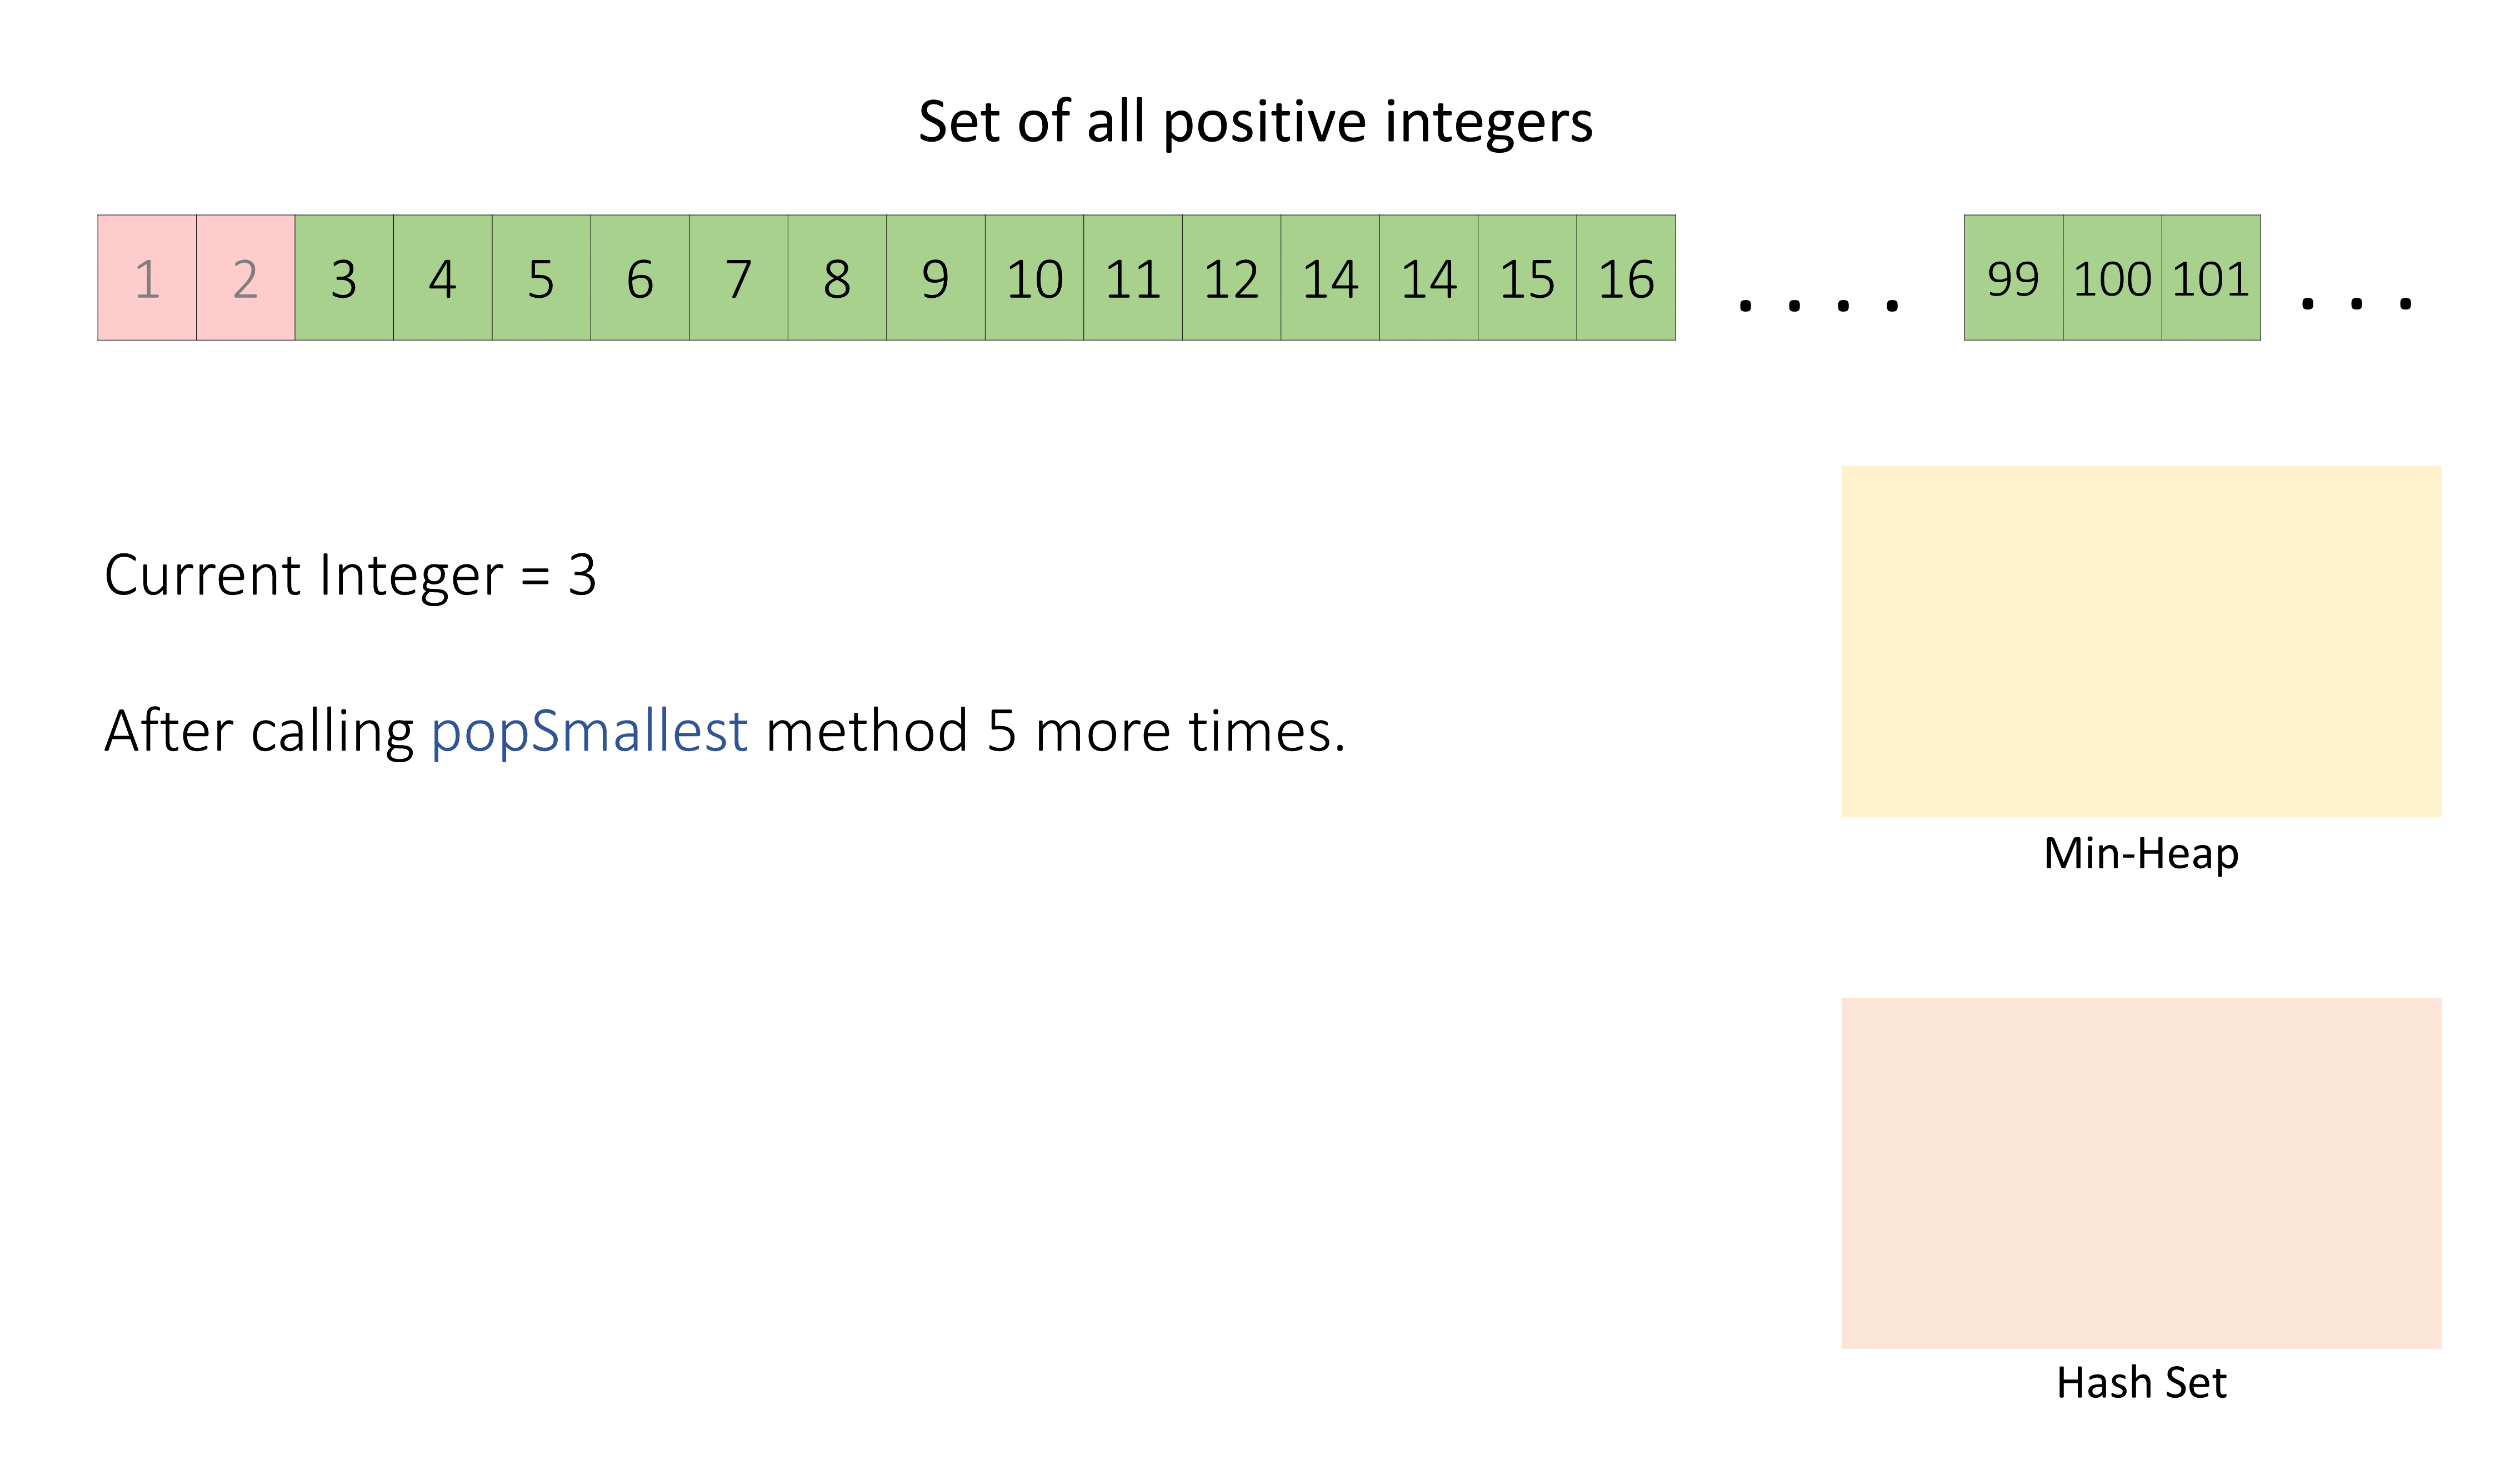 Set of all positive integers
1 2 3 4 5 6 7 8 9 10 11 12 14 14 15 16 . . . . 99 100 101 . . .
Current Integer = 3
After calling popSmallest method 5 more times.
Min-Heap
Hash Set